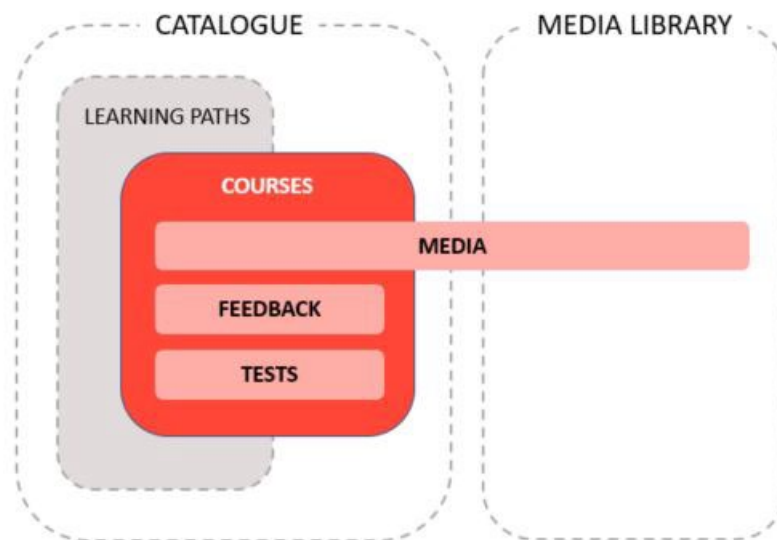 CATALOGUE
MEDIA LIBRARY
LEARNING PATHS
COURSES
MEDIA
FEEDBACK
TESTS